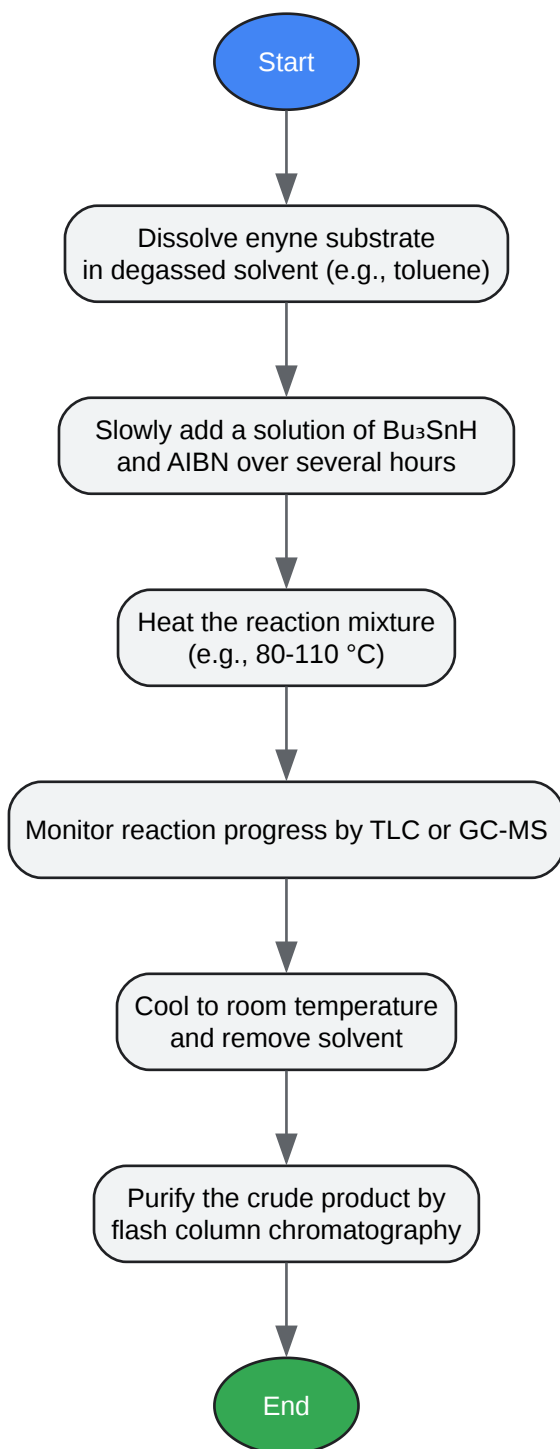 Start
Dissolve enyne substrate
in degassed solvent (e.g., toluene)
Slowly add a solution of Bu₃SnH
and AIBN over several hours
Heat the reaction mixture
(e.g., 80-110 °C)
Monitor reaction progress by TLC or GC-MS
Cool to room temperature
and remove solvent
Purify the crude product by
flash column chromatography
End